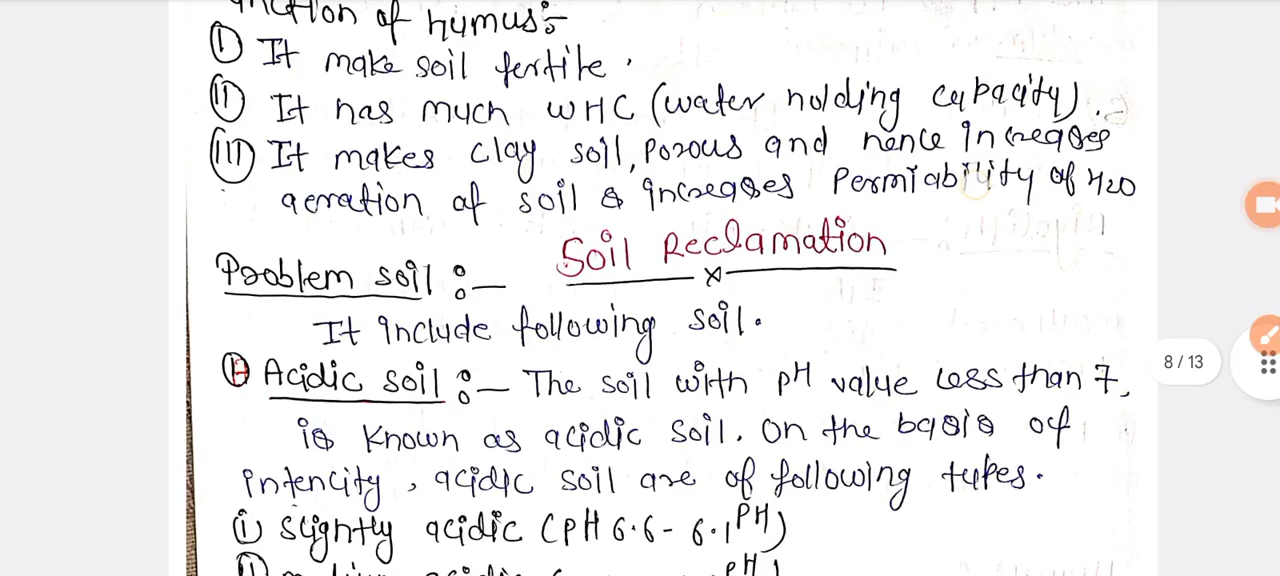 of humus:-
(I) It make soil fertile.
(II) It has much WHC (water holding capacity).
(III) It makes clay soil, porous and hence increases
aeration of soil & increases permiability of H2O
Soil Reclamation
Problem soil :-
It include following soil.
(I) Acidic soil :- The soil with pH value less than 7,
is known as acidic soil. On the basis of
intencity, acidic soil are of following types.
(i) slightly acidic (pH 6.6 - 6.1 PH)
8 / 13